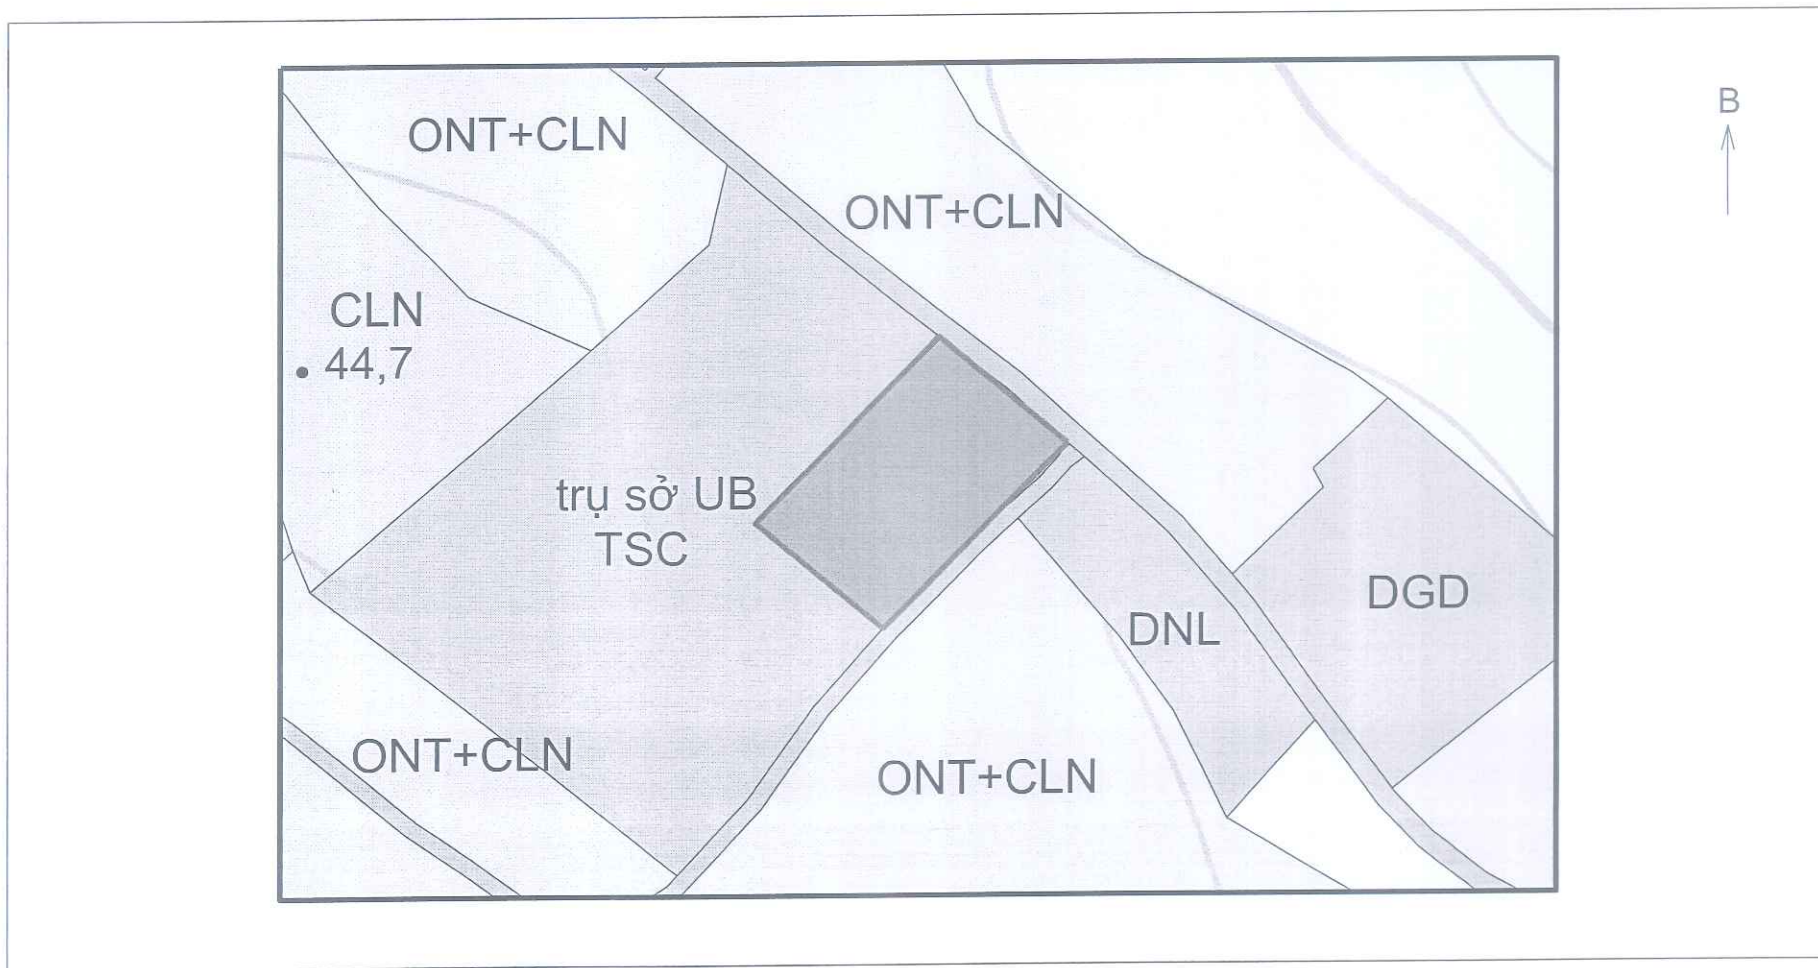 B
ONT+CLN
ONT+CLN
CLN
44,7
trụ sở UB
TSC
DGD
DNL
ONT+CLN
ONT+CLN